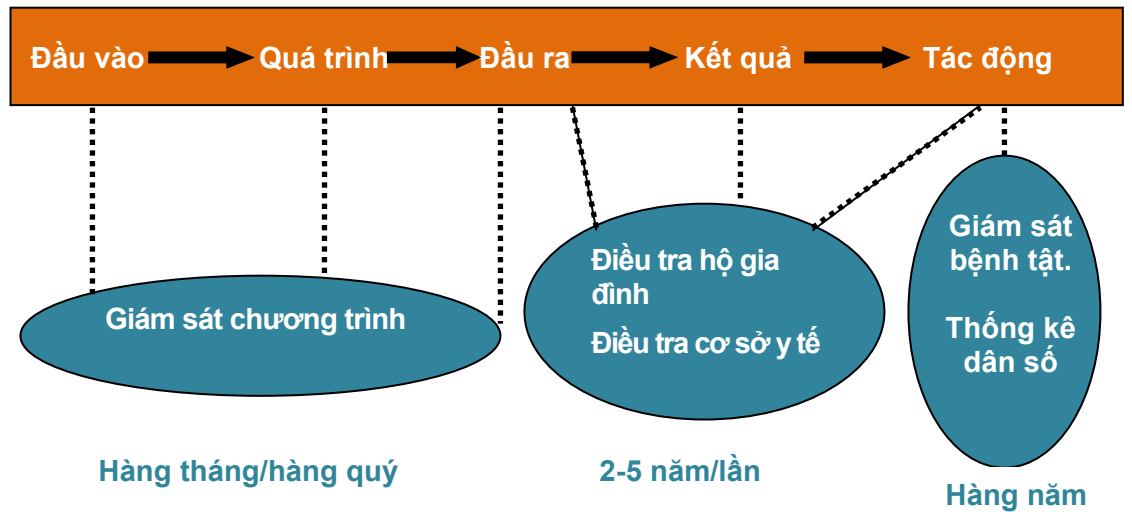 Đầu vào Quá trình Đầu ra Kết quả Tác động
Giám sát chương trình
Điều tra hộ gia
đình
Điều tra cơ sở y tế
Giám sát
bệnh tật.
Thống kê
dân số
Hàng tháng/hàng quý
2-5 năm/lần
Hàng năm